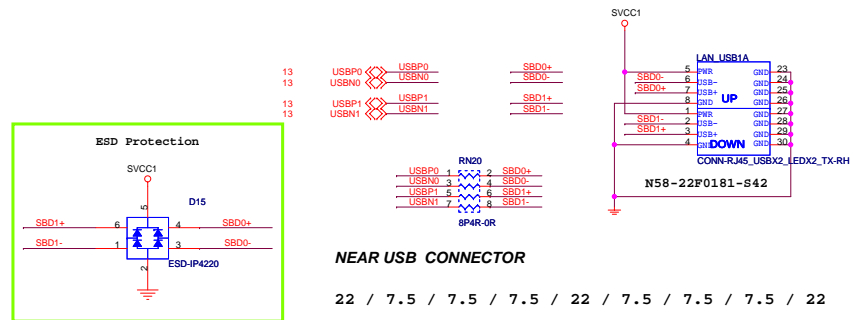 SVCC1
13 USBP0 USBP0 SBD0+
13 USBN0 USBN0 SBD0-
13 USBP1 USBP1 SBD1+
13 USBN1 USBN1 SBD1-
LAN_USB1A
5 PWR GND 23
SBD0- 6 USB- GND 24
SBD0+ 7 USB+ GND 25
8 GND UP GND 26
1 PWR GND 27
SBD1- 2 USB- GND 28
SBD1+ 3 USB+ GND 29
4 GND DOWN GND 30
CONN-RJ45_USBX2_LEDX2_TX-RH
N58-22F0181-S42
ESD Protection
SVCC1
D15
5
SBD1+ 6 4 SBD0+
SBD1- 1 3 SBD0-
ESD-IP4220
2
RN20
USBP0 1 2 SBD0+
USBN0 3 4 SBD0-
USBP1 5 6 SBD1+
USBN1 7 8 SBD1-
8P4R-0R
NEAR USB CONNECTOR
22 / 7.5 / 7.5 / 7.5 / 22 / 7.5 / 7.5 / 7.5 / 22